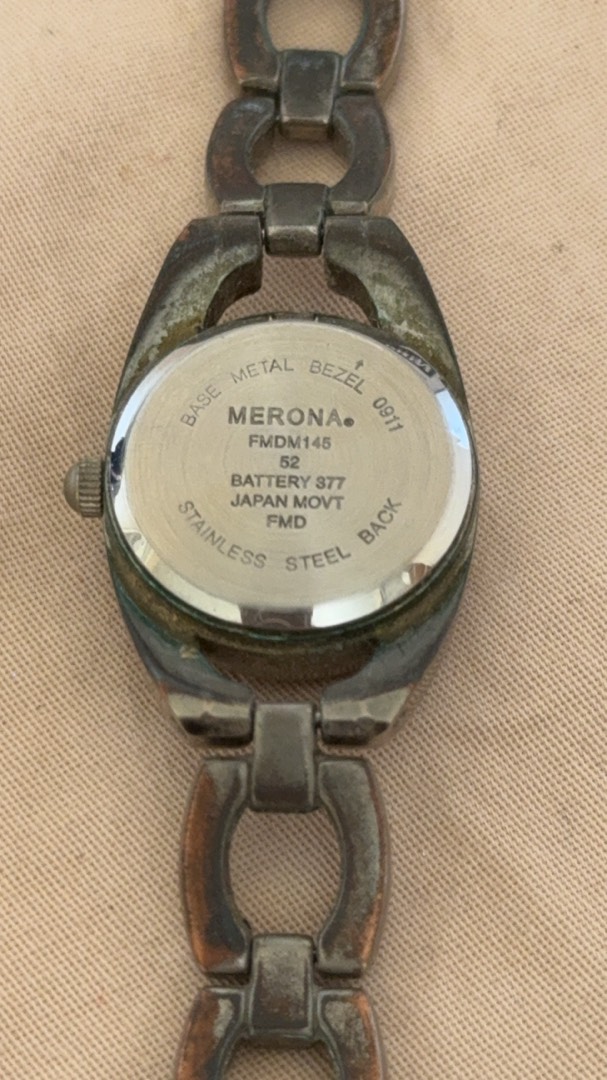 BASE METAL BEZEL ↑ 0911
MERONA®
FMDM145
52
BATTERY 377
JAPAN MOVT
FMD
STAINLESS STEEL BACK